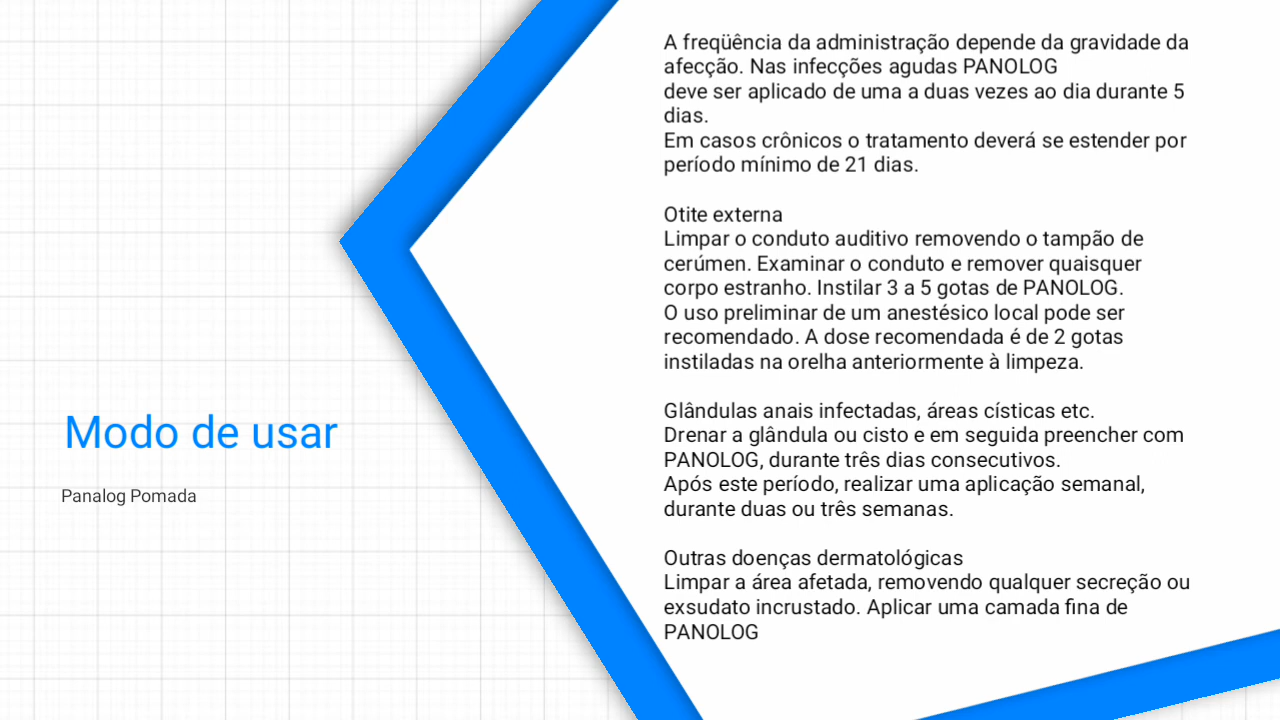 Modo de usar
Panalog Pomada
A freqüência da administração depende da gravidade da
afecção. Nas infecções agudas PANOLOG
deve ser aplicado de uma a duas vezes ao dia durante 5
dias.
Em casos crônicos o tratamento deverá se estender por
período mínimo de 21 dias.
Otite externa
Limpar o conduto auditivo removendo o tampão de
cerúmen. Examinar o conduto e remover quaisquer
corpo estranho. Instilar 3 a 5 gotas de PANOLOG.
O uso preliminar de um anestésico local pode ser
recomendado. A dose recomendada é de 2 gotas
instiladas na orelha anteriormente à limpeza.
Glândulas anais infectadas, áreas císticas etc.
Drenar a glândula ou cisto e em seguida preencher com
PANOLOG, durante três dias consecutivos.
Após este período, realizar uma aplicação semanal,
durante duas ou três semanas.
Outras doenças dermatológicas
Limpar a área afetada, removendo qualquer secreção ou
exsudato incrustado. Aplicar uma camada fina de
PANOLOG